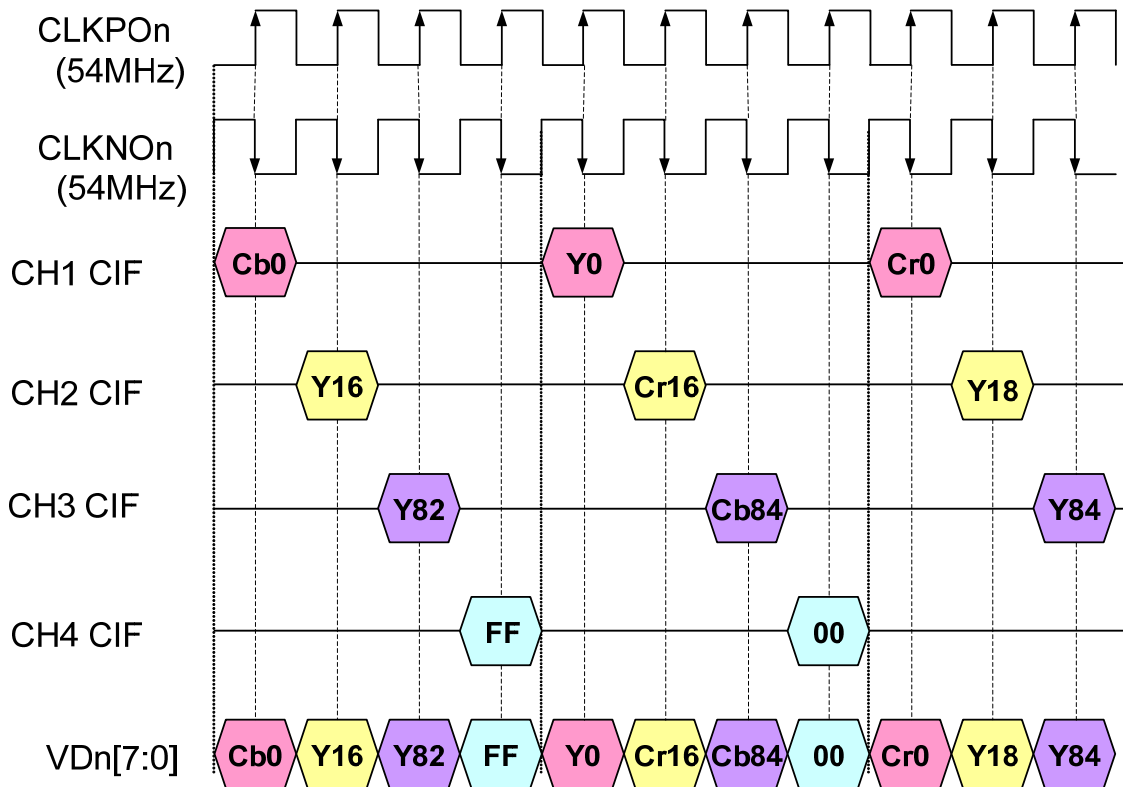 CLKPOn
(54MHz)
CLKNOn
(54MHz)
CH1 CIF Cb0 Y0 Cr0
CH2 CIF Y16 Cr16 Y18
CH3 CIF Y82 Cb84 Y84
CH4 CIF FF 00
VDn[7:0] Cb0 Y16 Y82 FF Y0 Cr16 Cb84 00 Cr0 Y18 Y84